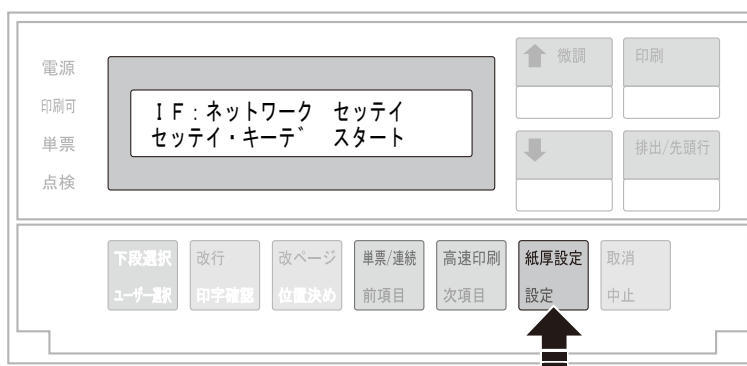 電源
印刷可
単票
点検
IF:ネットワーク セッテイ
セッテイ・キーデ゛ スタート
微調
印刷
排出/先頭行
下段選択
ユーザー選択
改行
印字確認
改ページ
位置決め
単票/連続
前項目
高速印刷
次項目
紙厚設定
設定
取消
中止